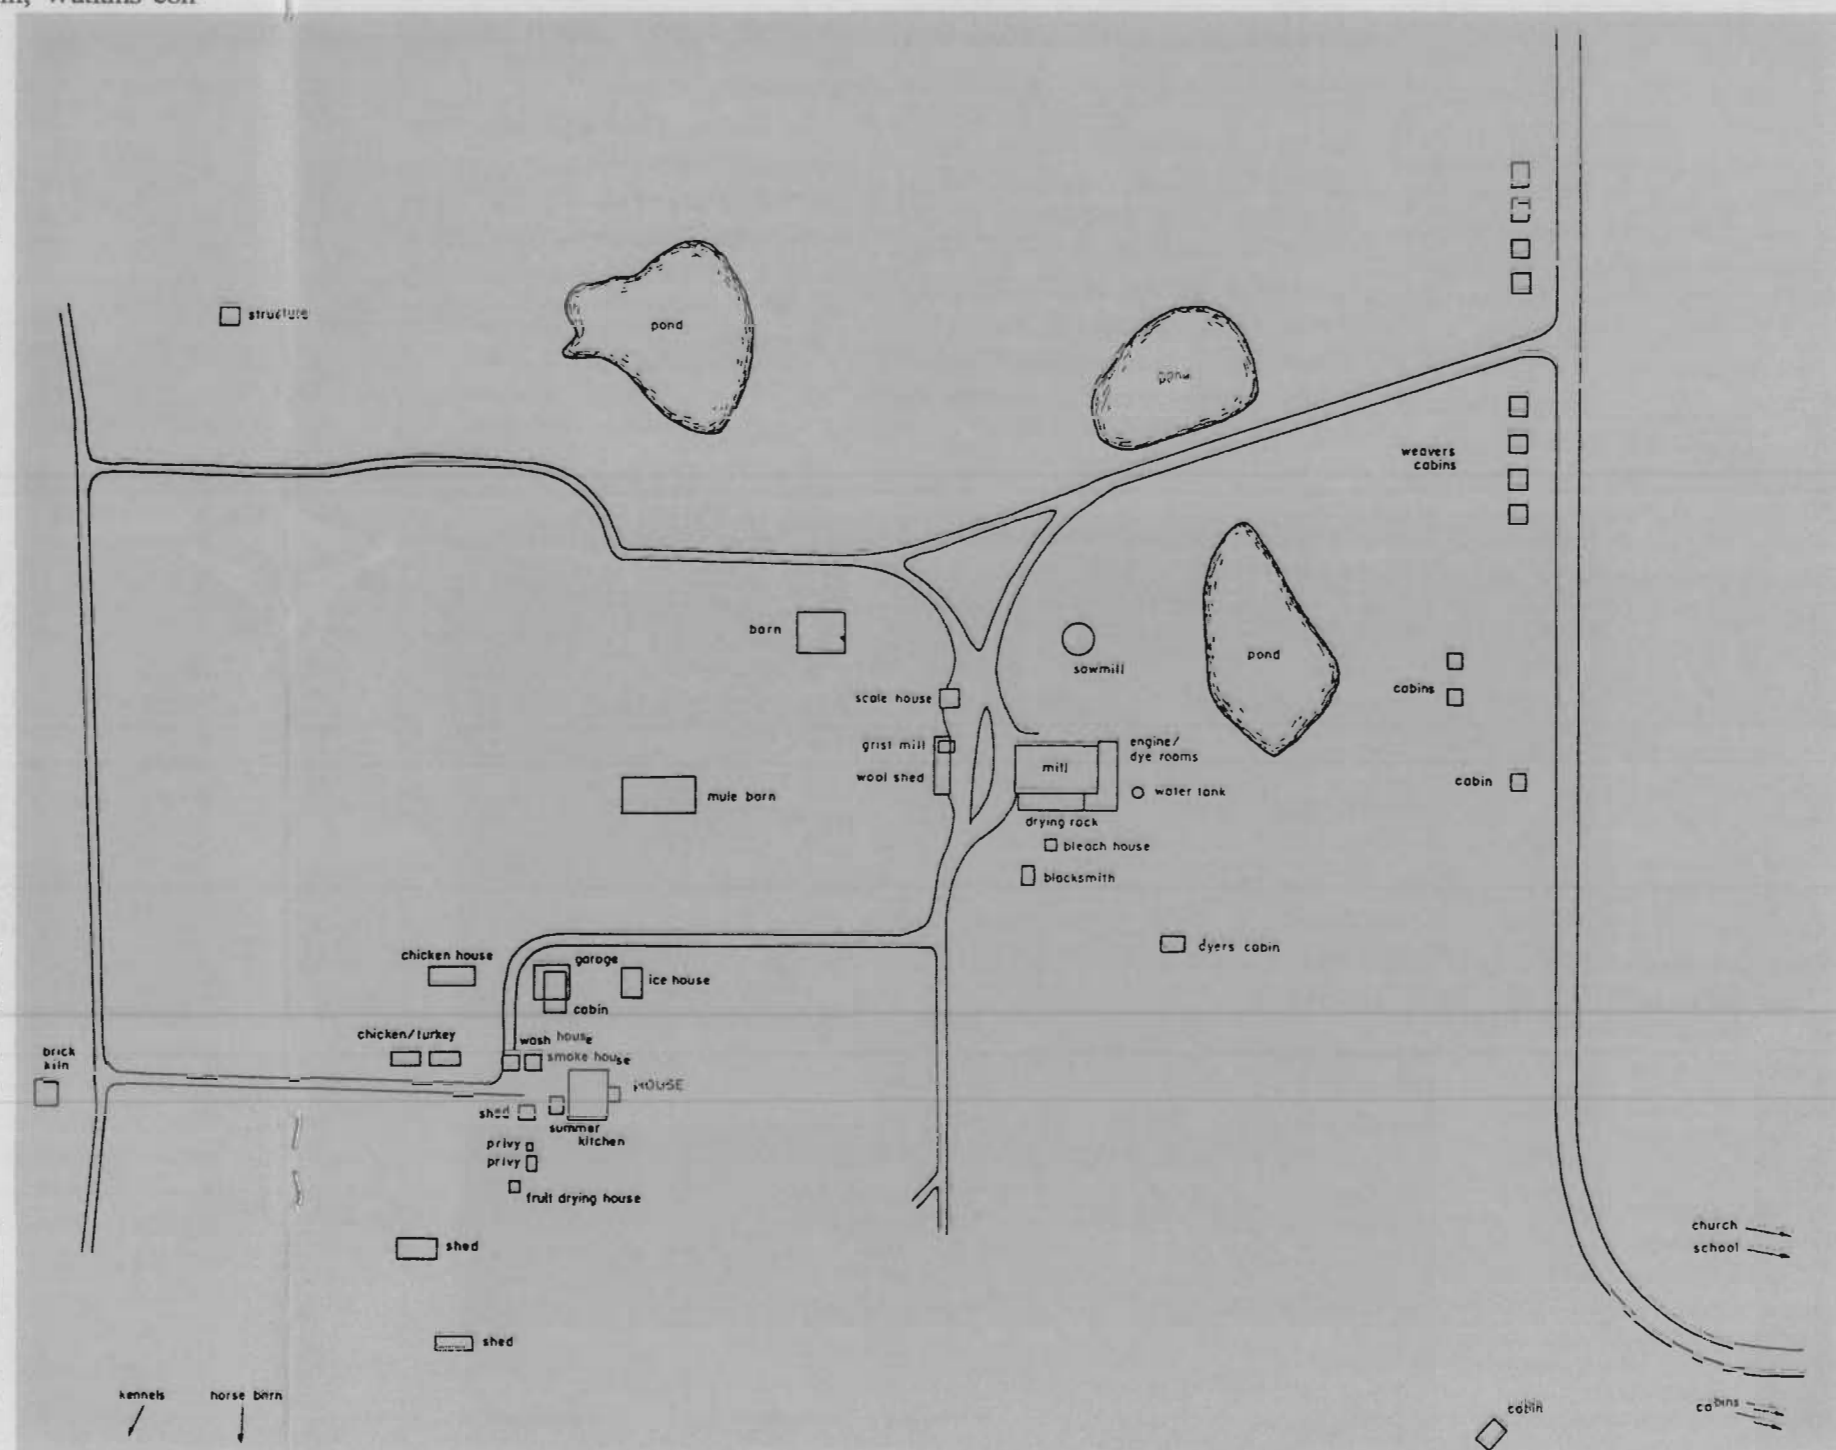 Watkins con-
structure
pond
pond
weavers
cabins
barn
sawmill
pond
scale house
cabins
grist mill
engine/
dye rooms
mill
wool shed
cabin
mule barn
water tank
drying rack
bleach house
blacksmith
dyers cabin
chicken house
garage
ice house
cabin
chicken/turkey
wash house
brick
kiln
smoke house
HOUSE
shed
summer
kitchen
privy
privy
fruit drying house
church
shed
school
shed
kennels
horse barn
cabin
cabins